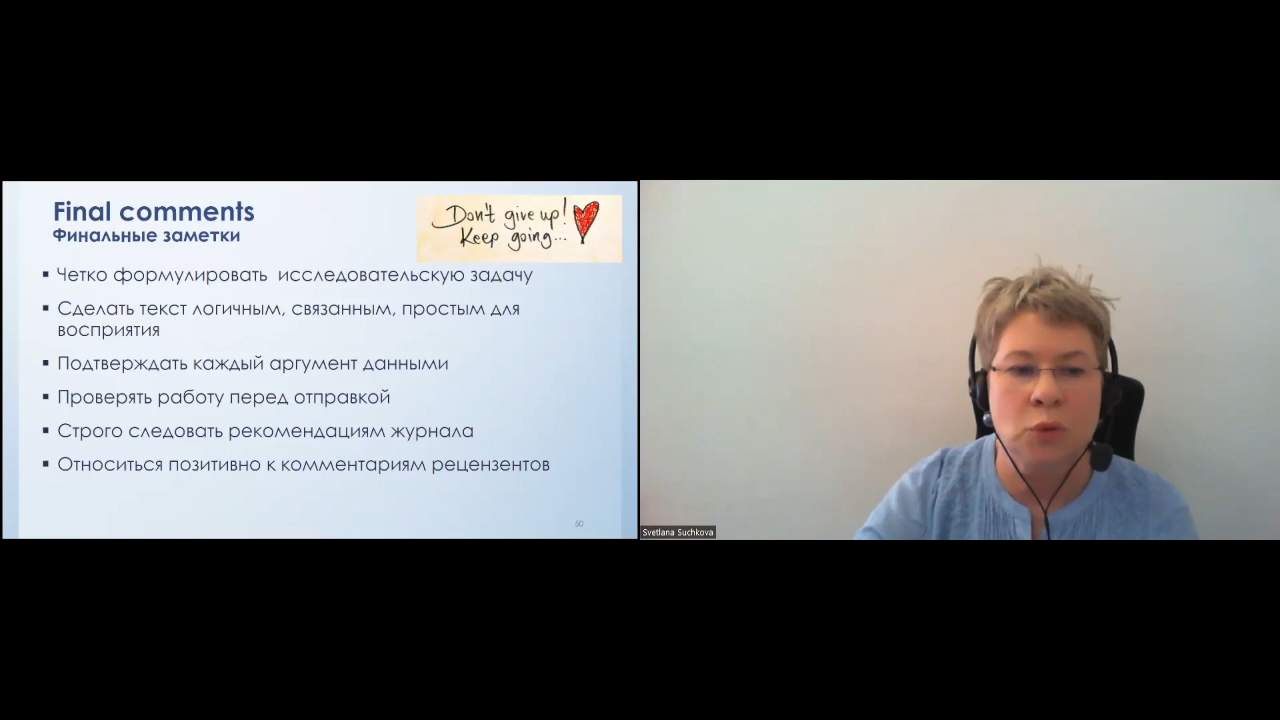 Final comments
Финальные заметки
Don't give up!
Keep going...
▪ Четко формулировать  исследовательскую задачу
▪ Сделать текст логичным, связанным, простым для
восприятия
▪ Подтверждать каждый аргумент данными
▪ Проверять работу перед отправкой
▪ Строго следовать рекомендациям журнала
▪ Относиться позитивно к комментариям рецензентов
50
Svetlana Suchkova